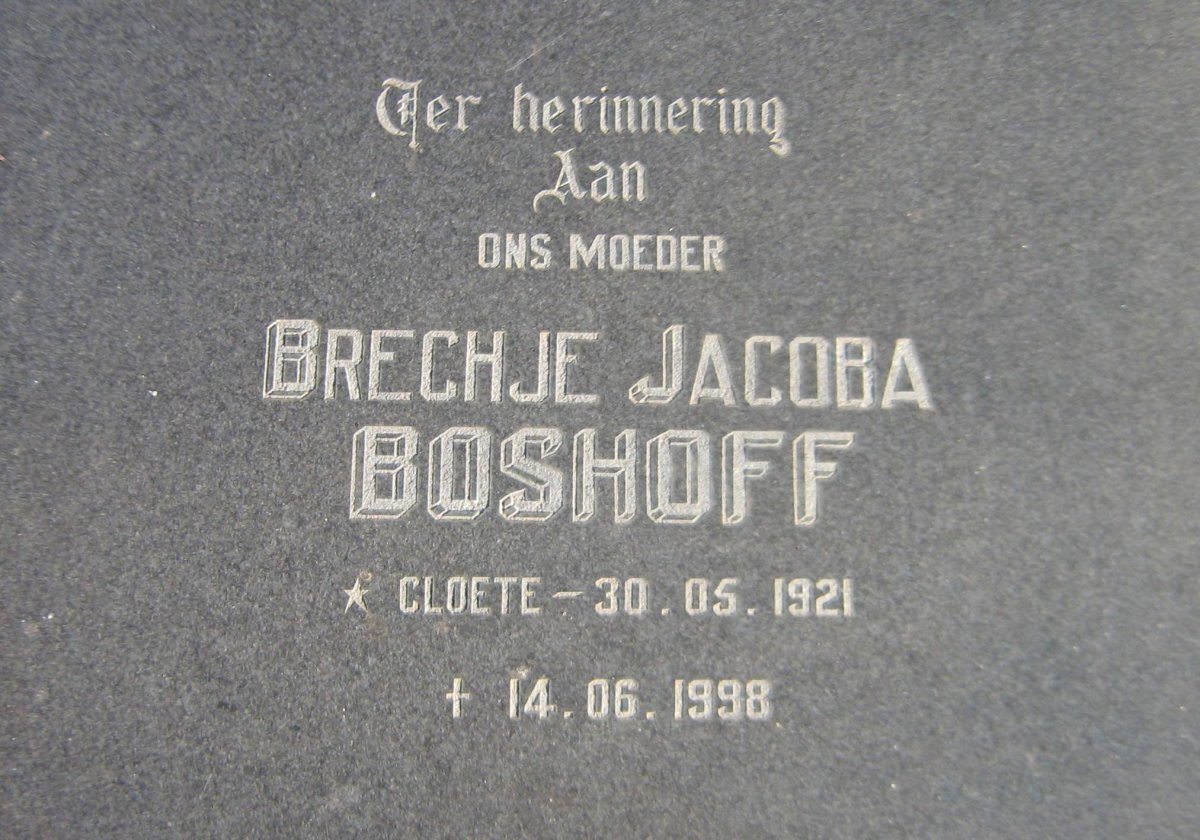 Ter herinnering
Aan
ONS MOEDER
BRECHJE JACOBA
BOSHOFF
★ CLOETE – 30.05.1921
✝ 14.06.1998